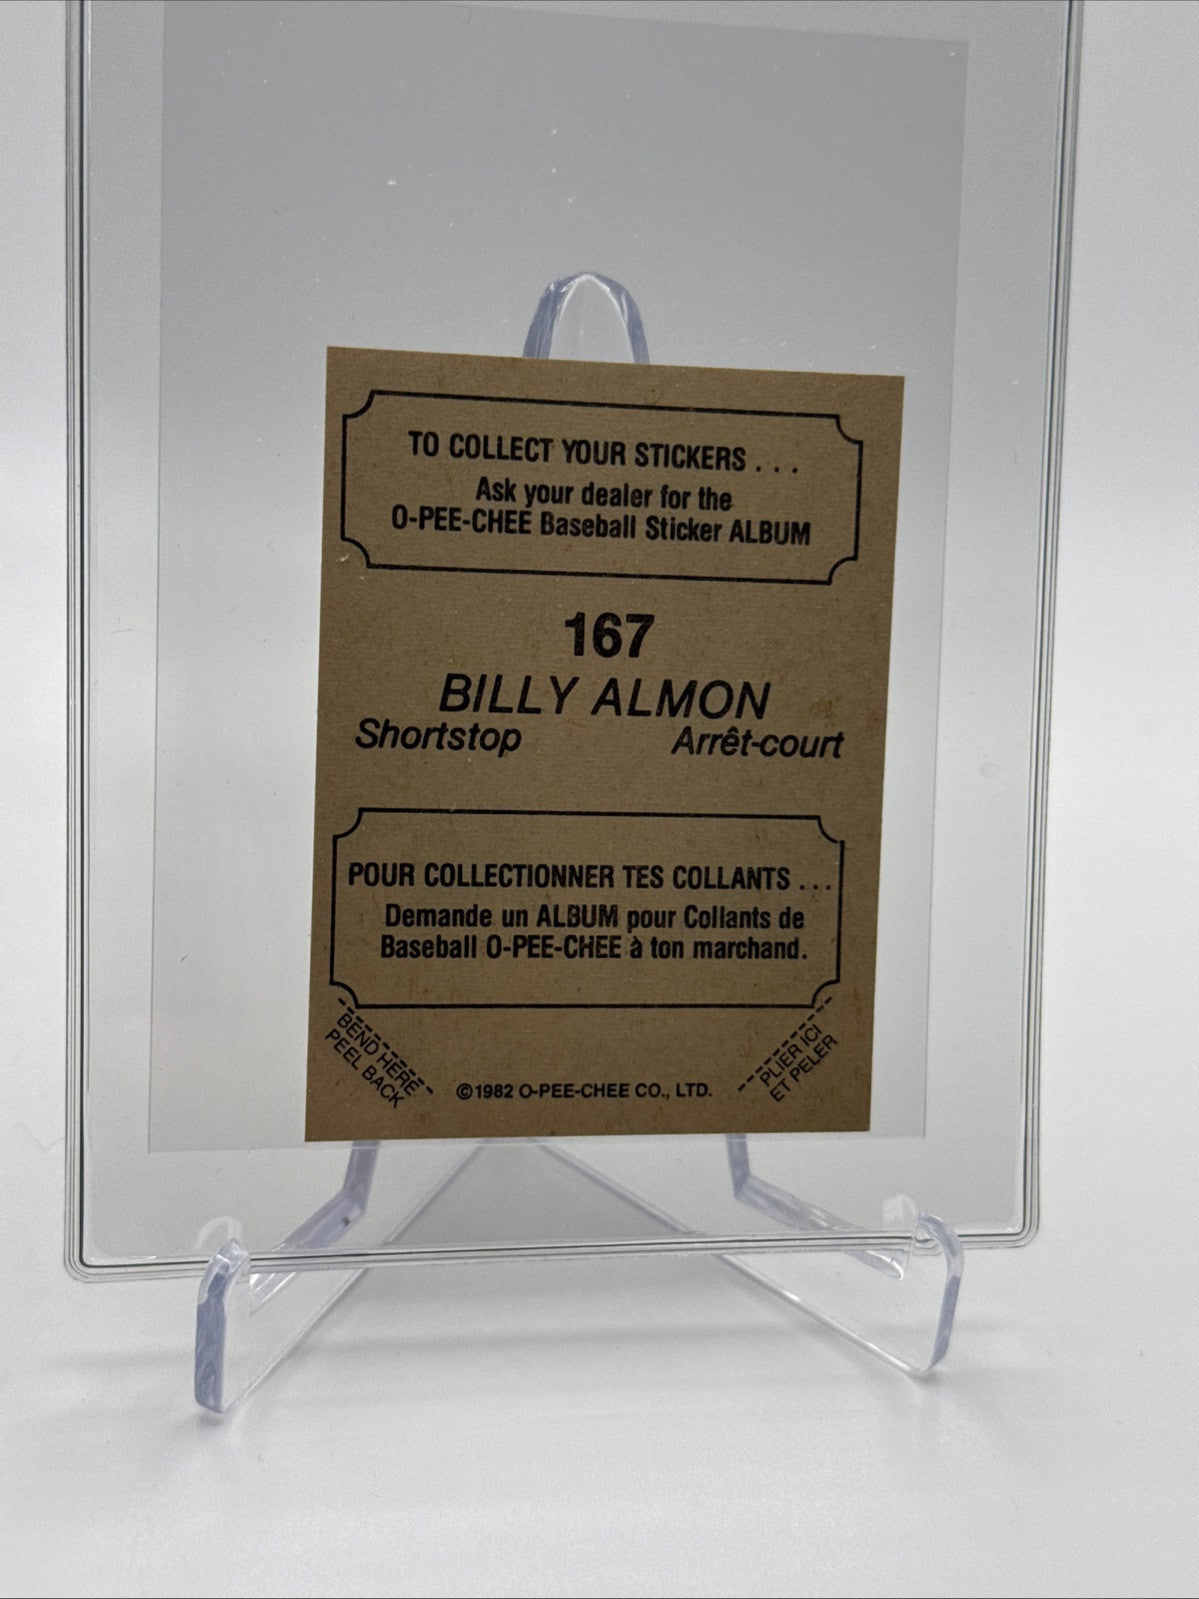 TO COLLECT YOUR STICKERS . . .
Ask your dealer for the
O-PEE-CHEE Baseball Sticker ALBUM
167
BILLY ALMON
Shortstop Arrêt-court
POUR COLLECTIONNER TES COLLANTS . . .
Demande un ALBUM pour Collants de
Baseball O-PEE-CHEE à ton marchand.
BEND HERE
PEEL BACK
©1982 O-PEE-CHEE CO., LTD.
PLIER ICI
ET PELER